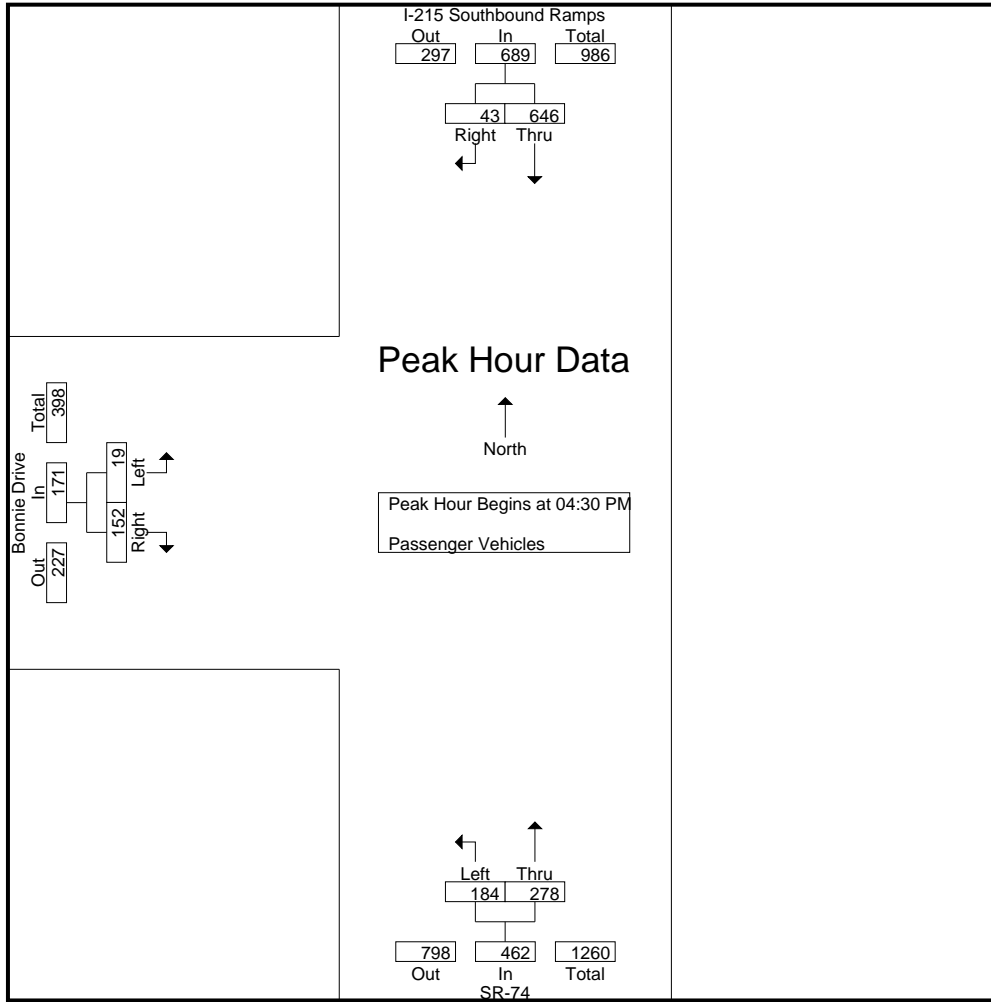 I-215 Southbound Ramps
Out In Total
297 689 986
43 646
Right Thru
Peak Hour Data
North
Peak Hour Begins at 04:30 PM
Passenger Vehicles
Bonnie Drive
Out In Total
227 171 398
152 19
Right Left
Left Thru
184 278
798 462 1260
Out In Total
SR-74